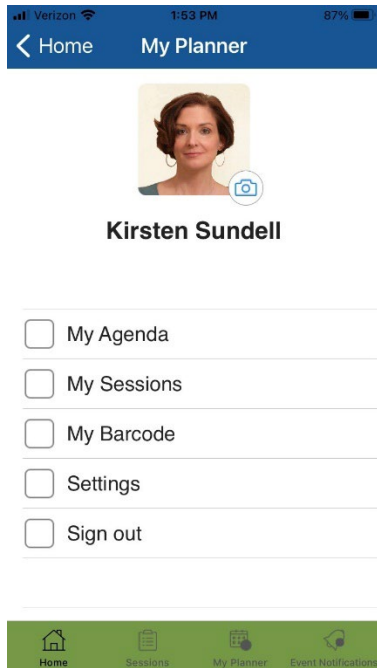 Verizon 1:53 PM 87%
Home My Planner
Kirsten Sundell
My Agenda
My Sessions
My Barcode
Settings
Sign out
Home Sessions My Planner Event Notifications